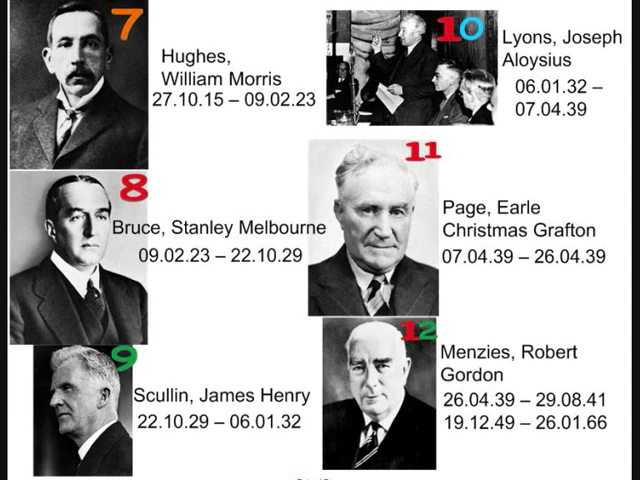 7
Hughes,
William Morris
27.10.15 – 09.02.23
8
Bruce, Stanley Melbourne
09.02.23 – 22.10.29
9
Scullin, James Henry
22.10.29 – 06.01.32
10
Lyons, Joseph
Aloysius
06.01.32 –
07.04.39
11
Page, Earle
Christmas Grafton
07.04.39 – 26.04.39
12
Menzies, Robert
Gordon
26.04.39 – 29.08.41
19.12.49 – 26.01.66